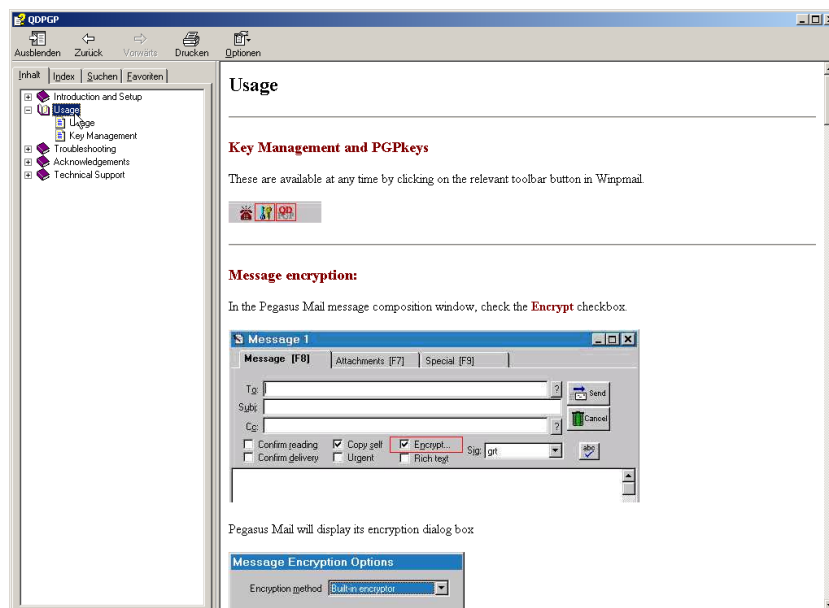 QDPGP
Ausblenden Zurück Vorwärts Drucken Optionen
Inhalt Index Suchen Favoriten
Introduction and Setup
Usage
Usage
Key Management
Troubleshooting
Acknowledgements
Technical Support
Usage
Key Management and PGPkeys
These are available at any time by clicking on the relevant toolbar button in Winpmail.
QD
PGP
Message encryption:
In the Pegasus Mail message composition window, check the Encrypt checkbox.
Message 1
Message [F8] Attachments [F7] Special [F9]
To: ? Send
Subj:
Cc: ? Cancel
Confirm reading Copy self Encrypt... Sig: grt abc
Confirm delivery Urgent Rich text
Pegasus Mail will display its encryption dialog box
Message Encryption Options
Encryption method Built-in encryptor